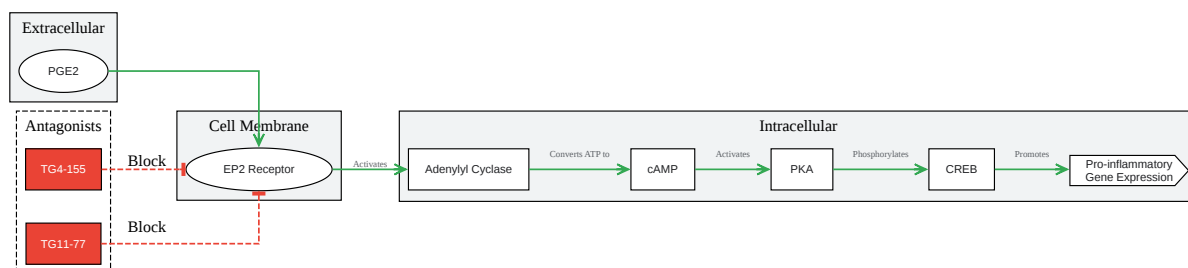 Extracellular
PGE2
Antagonists
TG4-155
Block
TG11-77
Block
Cell Membrane
EP2 Receptor
Activates
Intracellular
Adenylyl Cyclase
Converts ATP to
cAMP
Activates
PKA
Phosphorylates
CREB
Promotes
Pro-inflammatory
Gene Expression